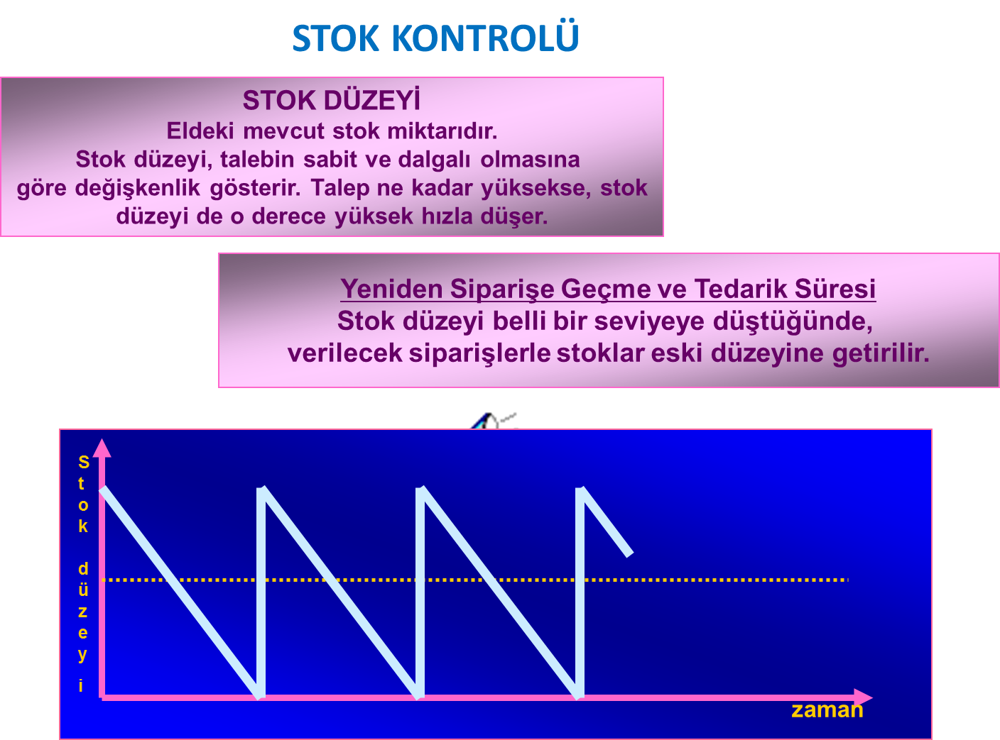 STOK KONTROLÜ
STOK DÜZEYİ
Eldeki mevcut stok miktarıdır.
Stok düzeyi, talebin sabit ve dalgalı olmasına
göre değişkenlik gösterir. Talep ne kadar yüksekse, stok
düzeyi de o derece yüksek hızla düşer.
Yeniden Siparişe Geçme ve Tedarik Süresi
Stok düzeyi belli bir seviyeye düştüğünde,
verilecek siparişlerle stoklar eski düzeyine getirilir.
Stok düzeyi
zaman